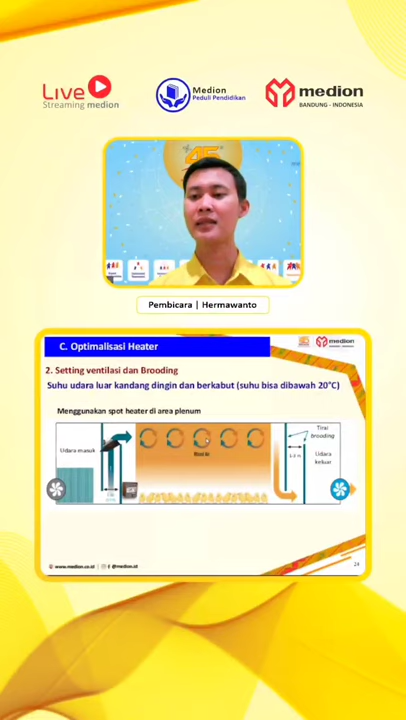 LIVE
Streaming medion
Medion
Peduli Pendidikan
medion
BANDUNG - INDONESIA
45
Pembicara | Hermawanto
C. Optimalisasi Heater
medion
2. Setting ventilasi dan Brooding
Suhu udara luar kandang dingin dan berkabut (suhu bisa dibawah 20°C)
Menggunakan spot heater di area plenum
Udara masuk
Tirai
brooding
Udara
keluar
www.medion.co.id
@medion.id
24